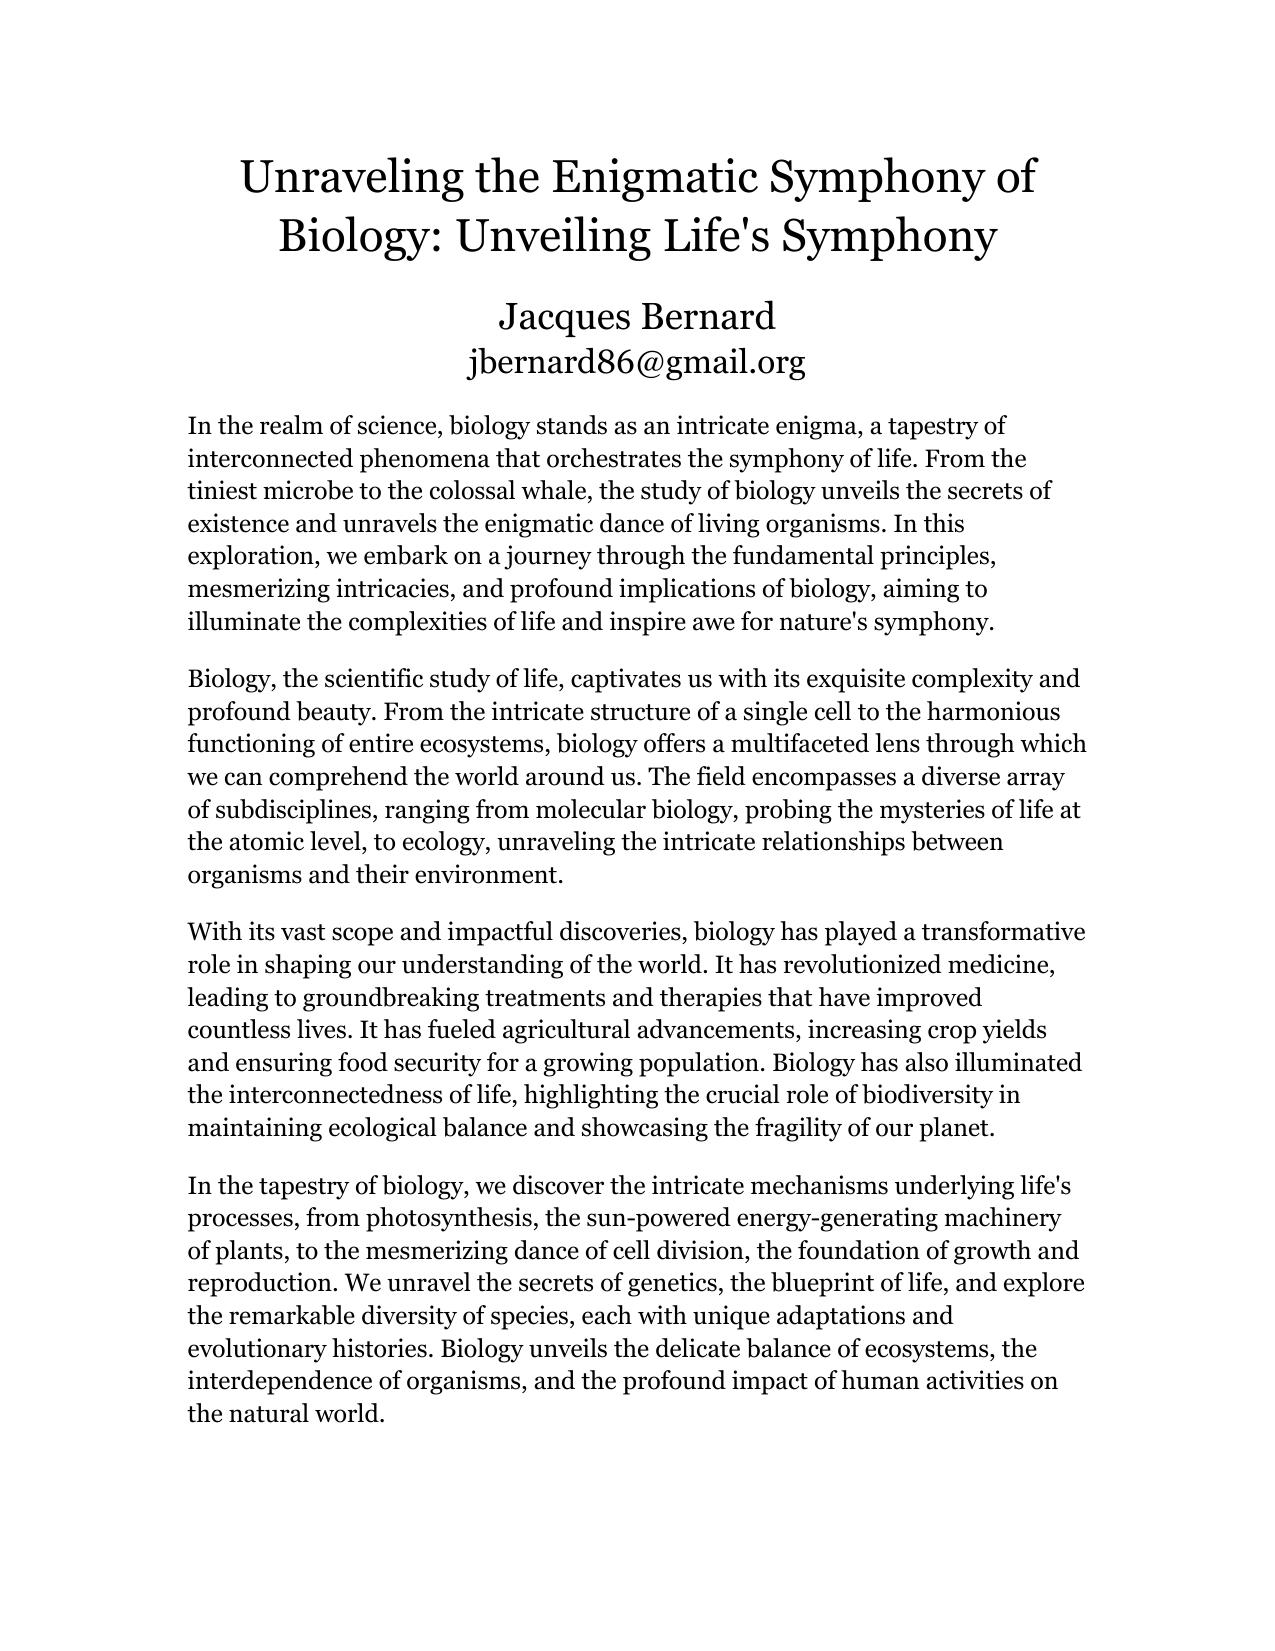 Unraveling the Enigmatic Symphony of
Biology: Unveiling Life's Symphony
Jacques Bernard
jbernard86@gmail.org
In the realm of science, biology stands as an intricate enigma, a tapestry of
interconnected phenomena that orchestrates the symphony of life. From the
tiniest microbe to the colossal whale, the study of biology unveils the secrets of
existence and unravels the enigmatic dance of living organisms. In this
exploration, we embark on a journey through the fundamental principles,
mesmerizing intricacies, and profound implications of biology, aiming to
illuminate the complexities of life and inspire awe for nature's symphony.
Biology, the scientific study of life, captivates us with its exquisite complexity and
profound beauty. From the intricate structure of a single cell to the harmonious
functioning of entire ecosystems, biology offers a multifaceted lens through which
we can comprehend the world around us. The field encompasses a diverse array
of subdisciplines, ranging from molecular biology, probing the mysteries of life at
the atomic level, to ecology, unraveling the intricate relationships between
organisms and their environment.
With its vast scope and impactful discoveries, biology has played a transformative
role in shaping our understanding of the world. It has revolutionized medicine,
leading to groundbreaking treatments and therapies that have improved
countless lives. It has fueled agricultural advancements, increasing crop yields
and ensuring food security for a growing population. Biology has also illuminated
the interconnectedness of life, highlighting the crucial role of biodiversity in
maintaining ecological balance and showcasing the fragility of our planet.
In the tapestry of biology, we discover the intricate mechanisms underlying life's
processes, from photosynthesis, the sun-powered energy-generating machinery
of plants, to the mesmerizing dance of cell division, the foundation of growth and
reproduction. We unravel the secrets of genetics, the blueprint of life, and explore
the remarkable diversity of species, each with unique adaptations and
evolutionary histories. Biology unveils the delicate balance of ecosystems, the
interdependence of organisms, and the profound impact of human activities on
the natural world.